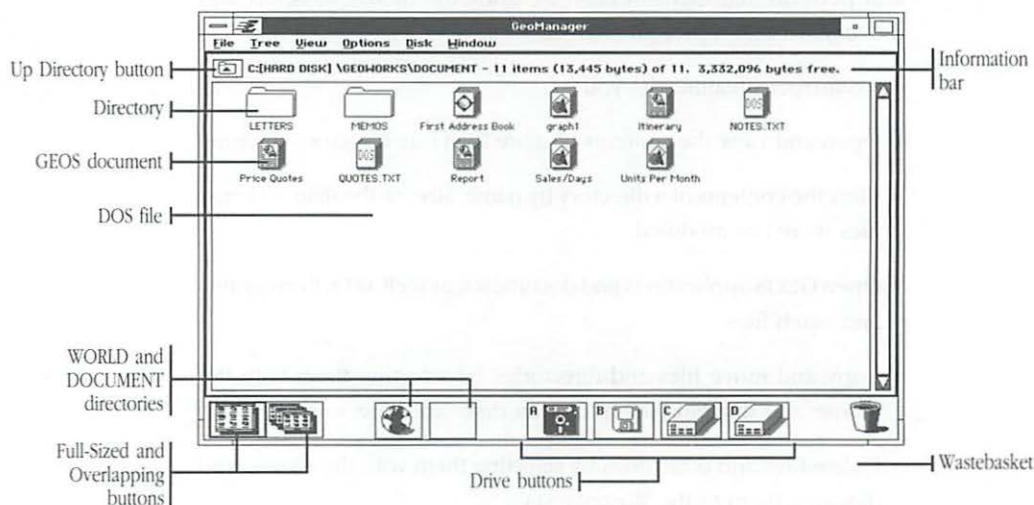 GeoManager
File Tree View Options Disk Window
Up Directory button
C:[HARD DISK] \GEOWORKS\DOCUMENT - 11 items (13,445 bytes) of 11. 3,332,096 bytes free.
Information
bar
Directory
LETTERS
MEMOS
First Address Book
graph1
Itinerary
DOS
NOTES.TXT
GEOS document
Price Quotes
DOS
QUOTES.TXT
Report
Sales/Days
Units Per Month
DOS file
WORLD and
DOCUMENT
directories
A
B
C
D
Full-Sized and
Overlapping
buttons
Drive buttons
Wastebasket